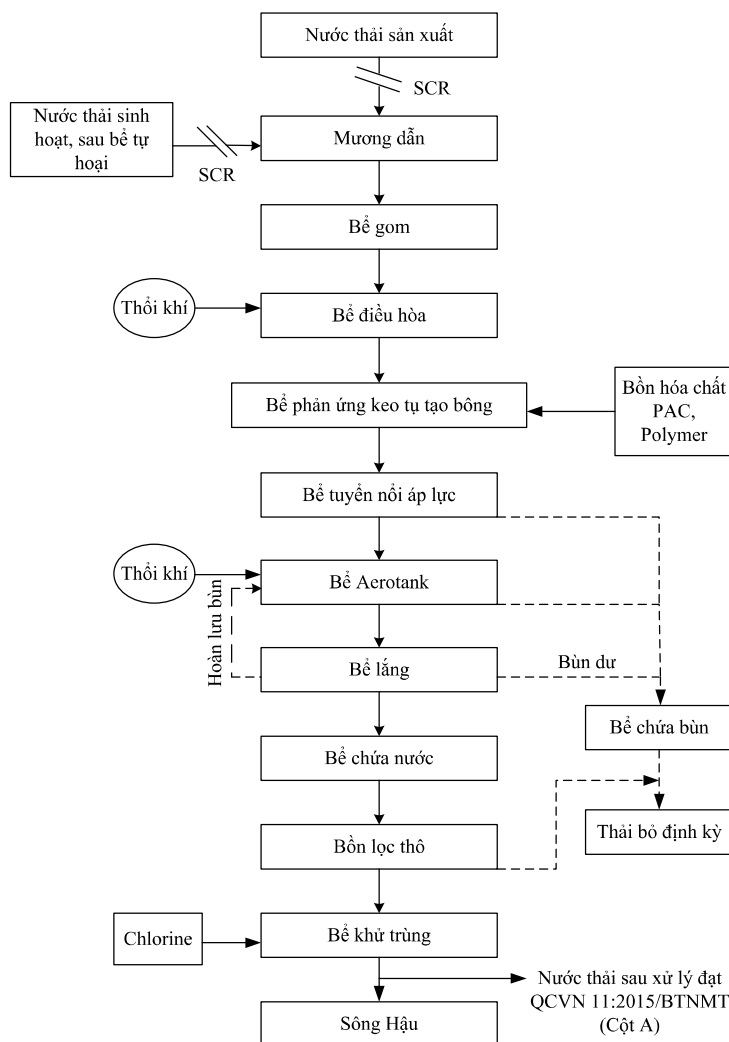 Nước thải sản xuất
SCR
Nước thải sinh
hoạt, sau bể tự
hoại
SCR
Mương dẫn
Bể gom
Thổi khí
Bể điều hòa
Bể phản ứng keo tụ tạo bông
Bồn hóa chất
PAC,
Polymer
Bể tuyển nổi áp lực
Thổi khí
Bể Aerotank
Hoàn lưu bùn
Bể lắng
Bùn dư
Bể chứa bùn
Bể chứa nước
Thải bỏ định kỳ
Bồn lọc thô
Chlorine
Bể khử trùng
Nước thải sau xử lý đạt
QCVN 11:2015/BTNMT
(Cột A)
Sông Hậu